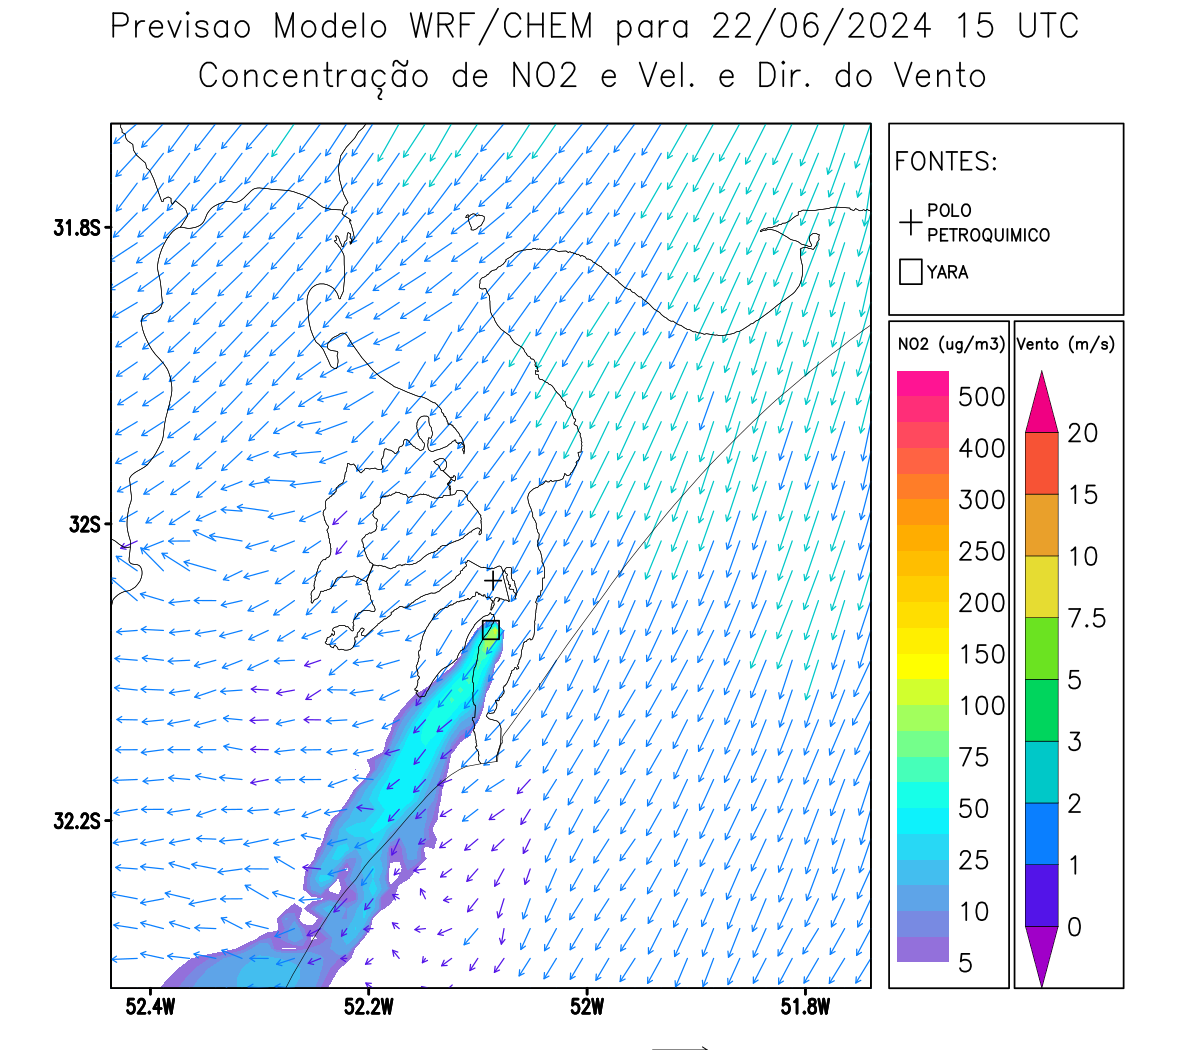 Previsao Modelo WRF/CHEM para 22/06/2024 15 UTC
Concentração de NO2 e Vel. e Dir. do Vento
FONTES:
POLO
PETROQUIMICO
YARA
NO2 (ug/m3)
500
400
300
250
200
150
100
75
50
25
10
5
Vento (m/s)
20
15
10
7.5
5
3
2
1
0
31.8S
32S
32.2S
52.4W 52.2W 52W 51.8W